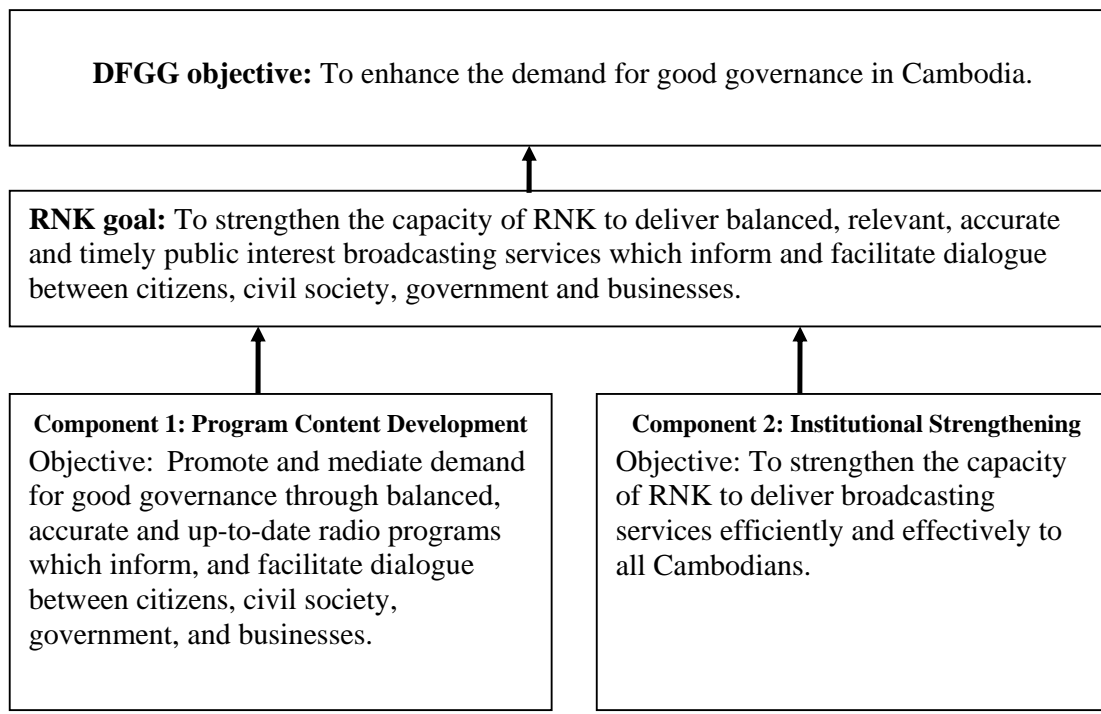 DFGG objective: To enhance the demand for good governance in Cambodia.
RNK goal: To strengthen the capacity of RNK to deliver balanced, relevant, accurate
and timely public interest broadcasting services which inform and facilitate dialogue
between citizens, civil society, government and businesses.
Component 1: Program Content Development
Objective: Promote and mediate demand
for good governance through balanced,
accurate and up-to-date radio programs
which inform, and facilitate dialogue
between citizens, civil society,
government, and businesses.
Component 2: Institutional Strengthening
Objective: To strengthen the capacity
of RNK to deliver broadcasting
services efficiently and effectively to
all Cambodians.